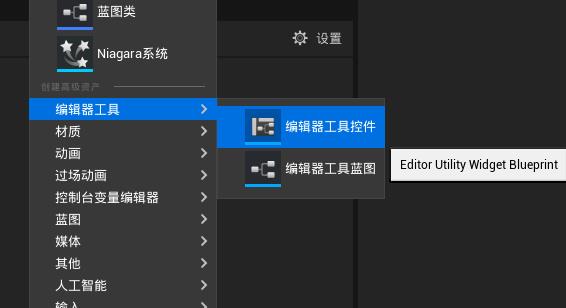 蓝图类
Niagara系统
设置
创建高级资产
编辑器工具
编辑器工具控件
材质
动画
编辑器工具蓝图
Editor Utility Widget Blueprint
过场动画
控制台变量编辑器
蓝图
媒体
其他
人工智能
输入